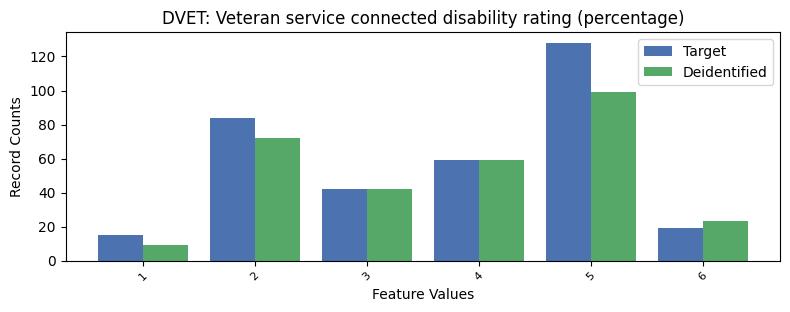 DVET: Veteran service connected disability rating (percentage)
Target
Deidentified
Record Counts
120
100
80
60
40
20
0
1 2 3 4 5 6
Feature Values